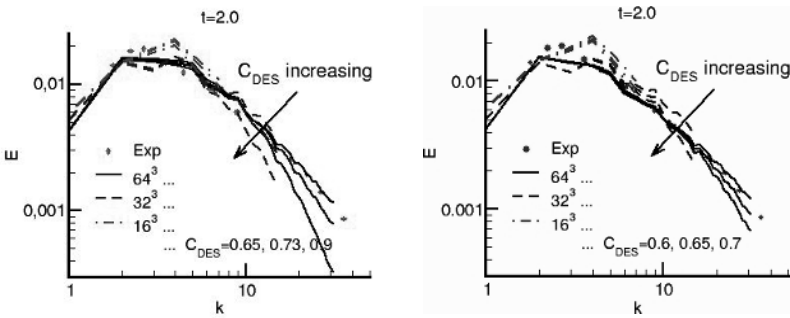 t=2.0
0,01
C_DES increasing
E
Exp
64³ ...
32³ ...
16³ ...
0,001
... C_DES=0.65, 0.73, 0.9
1
10
k
t=2.0
0.01
C_DES increasing
E
Exp
64³ ...
32³ ...
16³ ...
0.001
... C_DES=0.6, 0.65, 0.7
1
10
k